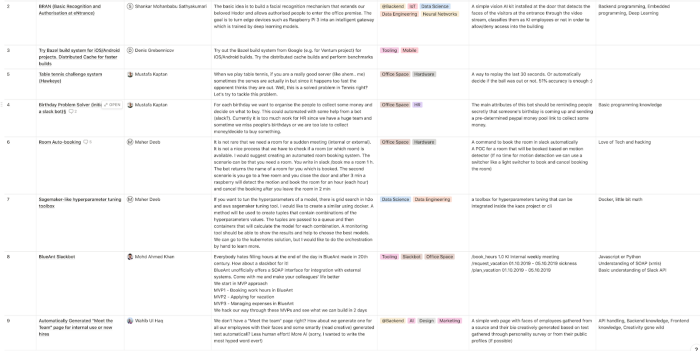 2 BRAN (Basic Recognition and Authorisation at eNtrance) Shankar Mohanbabu Sathyakumari
The basic idea is to build a facial recognition mechanism that extends our
beloved hteidor and allows authorised people to enter the office premise. The
goal is to turn edge devices such as Raspberry Pi 3 into an intelligent gateway
which is trained by deep learning models.
@Backend IoT Data Science
Data Engineering Neural Networks
A simple vision AI kit installed at the door that detects the
faces of the visitors at the entrance through the video
stream, classifies them as KI employees or not in order to
allow/deny access into the building
Backend programming, Embedded
programming, Deep Learning
3 Try Bazel build system for iOS/Android
projects. Distributed Cache for faster
builds
Denis Grebennicov
Try out the Bazel build system from Google (e.g. for Ventum project) for
iOS/Android builds. Try the distributed cache builds and perform benchmarks
Tooling Mobile
5 Table tennis challenge system
(Hawkeye)
Mustafa Kaptan
When we play table tennis, if you are a really good server (like ehem.. me)
sometimes the serves are actually in but since it happens too fast the
opponent thinks they are out. Well, this is a solved problem in Tennis right?
Let's try to tackle this problem.
Office Space Hardware
A way to replay the last 30 seconds. Or automatically
decide if the ball was out or not. 51% accuracy is enough :)
4 Birthday Problem Solver
OPEN
a slack bot)) 2
Mustafa Kaptan
For each birthday we want to organise the people to collect some money and
decide on what to buy. This could automated with some help from a bot
(slack?). Currently it is too much work for HR since we have a huge team and
sometimes we miss people's birthdays or we are too late to collect
money/decide to buy something.
Office Space HR
The main attributes of this bot should be reminding people
secretly that someone's birthday is coming up and sending
a pre-determined paypal money pool link to collect some
money.
Basic programming knowledge
6 Room Auto-booking
Maher Deeb
It is not rare that we need a room for a sudden meeting (internal or external).
It is not a nice process that we have to check if a room (or which room) is
available. I would suggest creating an automated room booking system. The
scenario can be that you need a room. You write in slack /book me a room 1 h.
The bot returns the name of room for you which is booked. The second
scenario is you go to a free room and you close the door and after 3 min a
raspberry will detect the motion and book the room for an hour (each hour)
and cancel the booking after you leave the room in 2 min
Office Space Hardware
A command to book the room in slack automatically
A POC for a room that will be booked based on motion
detector (if no time for motion detection we can use a
switcher like a light switcher to book and cancel booking
the room)
Love of Tech and hacking
7 Sagemaker-like hyperparameter tuning
toolbox
Maher Deeb
If you want to tun the hyperparameters of a model, there is grid search in h2o
and aws sagemaker tuning tool. I would like to create a similar using docker. A
method will be used to create tuples that contain combinations of the
hyperparameters values. The tuples are passed to a queue and then
containers that will calculate the model for each combination. A monitoring
tool should be able to show the results and help to choose the best models.
We can go to the kubernetes solution, but I would like to do the orchestration
by hand to learn more.
Data Science Data Engineering
a toolbox for hyperparameters tuning that can be
integrated inside the kaos project or cli
Docker, little bit math
8 BlueAnt Slackbot
Mohd Ahmed Khan
Everybody hates filling hours at the end of the day in BlueAnt made in 20th
century. How about a slackbot for it!
BlueAnt unofficially offers a SOAP interface for integration with external
systems. Come with me and make your colleagues' life better
We start in MVP approach
MVP1 - Booking work hours in BlueAnt
MVP2 - Applying for vacation
MVP3 - Managing expenses in BlueAnt
We hack our way through these MVPs and see what we can build in 2 days
Tooling Slackbot Office Space
/book_hours 1.0 KI Internal weekly meeting
/request_vacation 01.10.2019 - 05.10.2019 sickness
/plan_vacation 01.10.2019 - 05.10.2019
Javascript or Python
Understanding of SOAP (xmls)
Basic understanding of Slack API
9 Automatically Generated "Meet the
Team" page for internal use or new
hires
Wahib Ul Haq
We don't have a "Meet the team" page right? How about we generate one for
all our employees with their faces and some smartly (read creative) generated
text automatically? Less human effort! More AI (sorry, I wanted to write the
most hyped word ever!)
@Backend AI Design Marketing
A simple web page with faces of employees gathered from
a source and their bio creatively generated based on text
gathered through personality survey or from their public
profiles (if possible)
API handling, Backend knowledge, Frontend
knowledge, Creativity gone wild
?